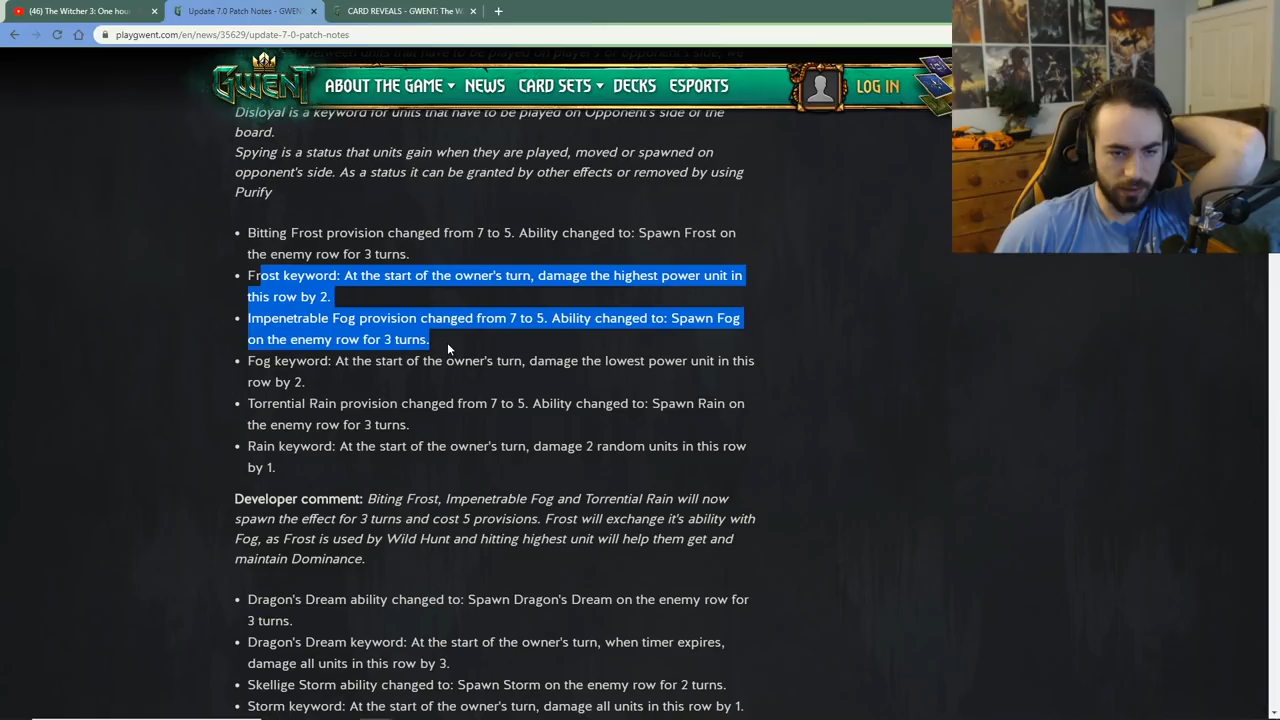 (46) The Witcher 3: One hou
Update 7.0 Patch Notes - GWEN
CARD REVEALS - GWENT: The W
playgwent.com/en/news/35629/update-7-0-patch-notes
GWENT
ABOUT THE GAME
NEWS
CARD SETS
DECKS
ESPORTS
LOG IN
Disloyal is a keyword for units that have to be played on Opponent's side of the
board.
Spying is a status that units gain when they are played, moved or spawned on
opponent's side. As a status it can be granted by other effects or removed by using
Purify
Bitting Frost provision changed from 7 to 5. Ability changed to: Spawn Frost on
the enemy row for 3 turns.
Frost keyword: At the start of the owner's turn, damage the highest power unit in
this row by 2.
Impenetrable Fog provision changed from 7 to 5. Ability changed to: Spawn Fog
on the enemy row for 3 turns.
Fog keyword: At the start of the owner's turn, damage the lowest power unit in this
row by 2.
Torrential Rain provision changed from 7 to 5. Ability changed to: Spawn Rain on
the enemy row for 3 turns.
Rain keyword: At the start of the owner's turn, damage 2 random units in this row
by 1.
Developer comment: Biting Frost, Impenetrable Fog and Torrential Rain will now
spawn the effect for 3 turns and cost 5 provisions. Frost will exchange it's ability with
Fog, as Frost is used by Wild Hunt and hitting highest unit will help them get and
maintain Dominance.
Dragon's Dream ability changed to: Spawn Dragon's Dream on the enemy row for
3 turns.
Dragon's Dream keyword: At the start of the owner's turn, when timer expires,
damage all units in this row by 3.
Skellige Storm ability changed to: Spawn Storm on the enemy row for 2 turns.
Storm keyword: At the start of the owner's turn, damage all units in this row by 1.